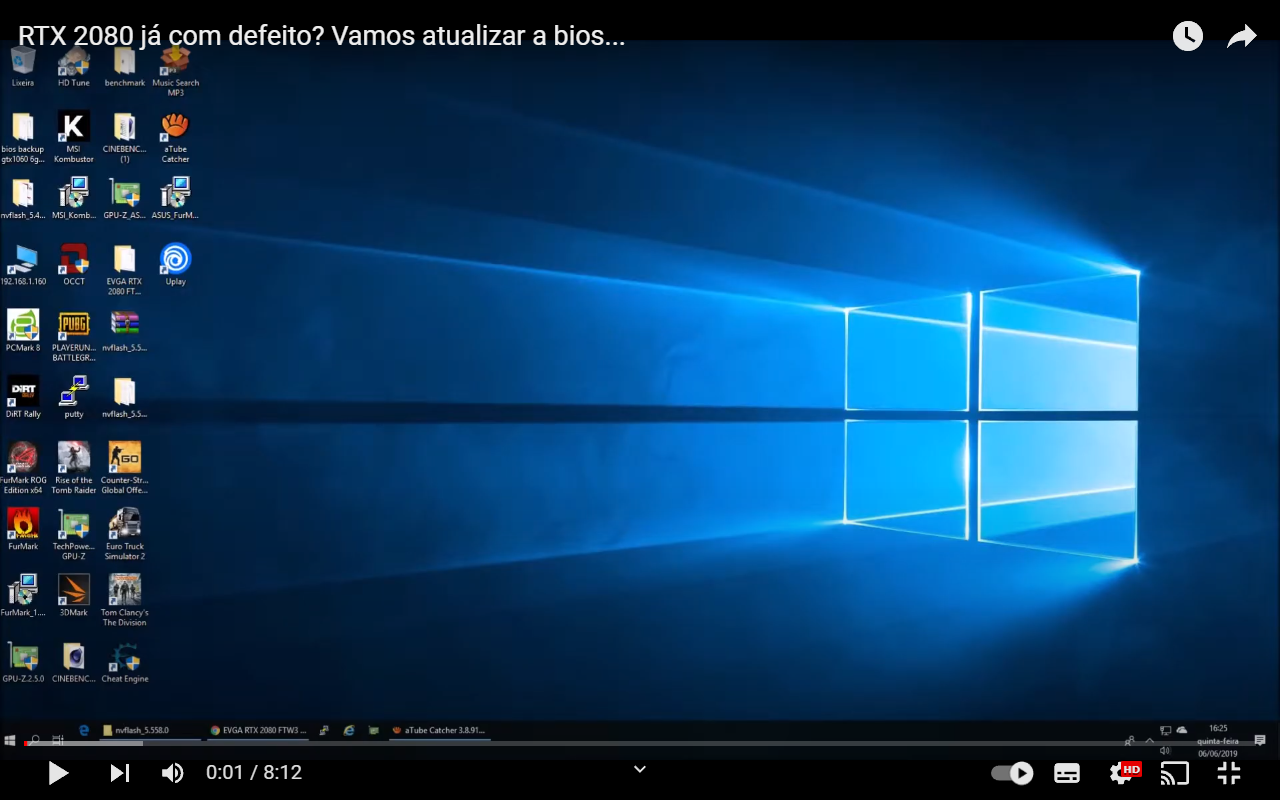 RTX 2080 já com defeito? Vamos atualizar a bios...
Lixeira
HD Tune
benchmark
Music Search
MP3
bios backup
gtx1060 6g...
K
MSI
Kombustor
CINEBENC...
(1)
aTube
Catcher
nvflash_5.4...
MSI_Komb...
GPU-Z_AS...
ASUS_FurM...
192.168.1.160
OCCT
EVGA RTX
2080 FT...
Uplay
PCMark 8
PUBG
PLAYERUN...
BATTLEGR...
nvflash_5.5...
DiRT
DiRT Rally
putty
nvflash_5.5...
FurMark ROG
Edition x64
Rise of the
Tomb Raider
GO
Counter-Str...
Global Offe...
FurMark
TechPowe...
GPU-Z
Euro Truck
Simulator 2
FurMark_1....
3DMark
Tom Clancy's
The Division
GPU-Z.2.5.0
CINEBENC...
Cheat Engine
nvflash_5.558.0
EVGA RTX 2080 FTW3 ...
aTube Catcher 3.8.91...
16:25
quinta-feira
06/06/2019
0:01 / 8:12
HD